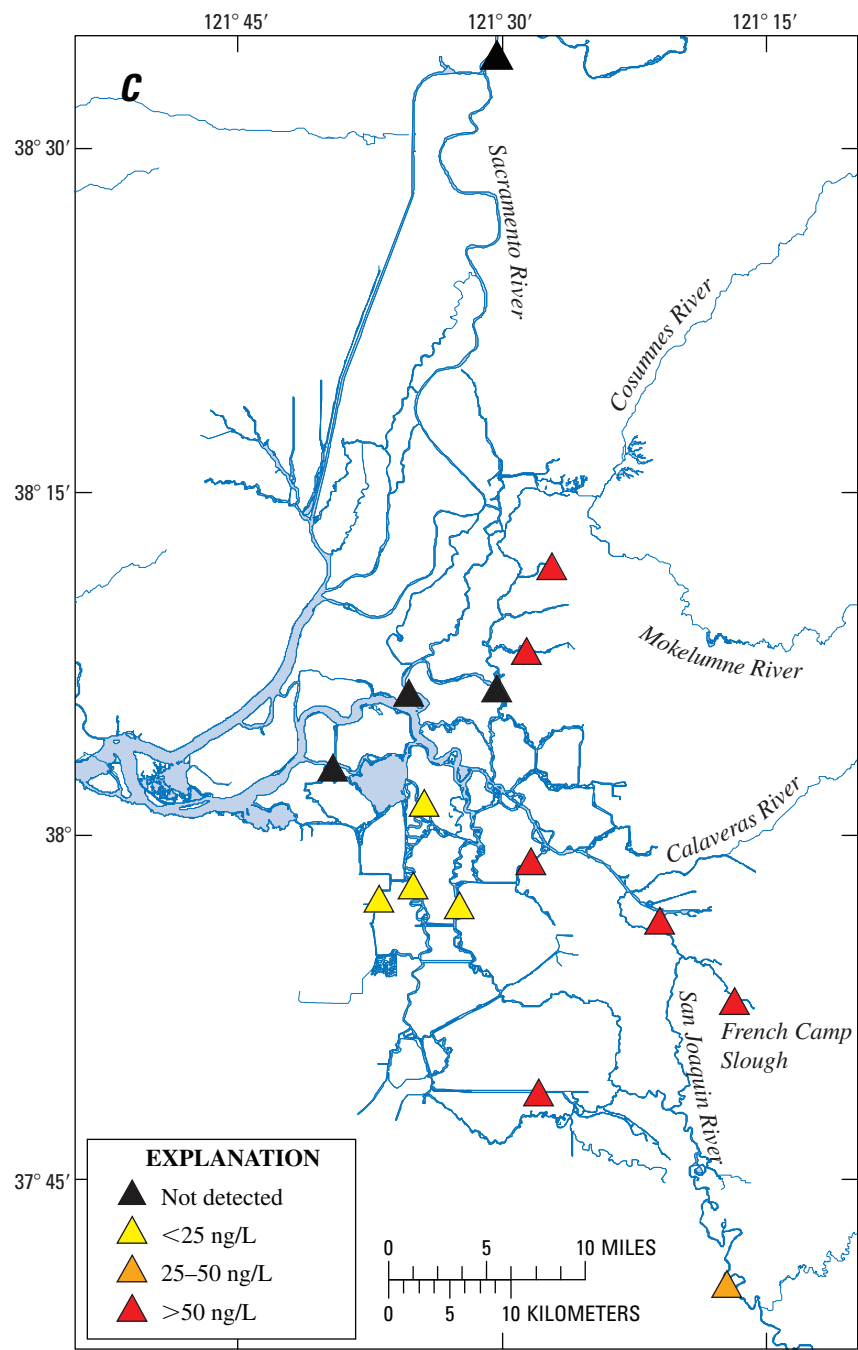 121° 45′ 121° 30′ 121° 15′
C
38° 30′
Sacramento River
Cosumnes River
38° 15′
Mokelumne River
38°
Calaveras River
San Joaquin River
French Camp
Slough
37° 45′
EXPLANATION
Not detected
<25 ng/L
25–50 ng/L
>50 ng/L
0 5 10 MILES
0 5 10 KILOMETERS